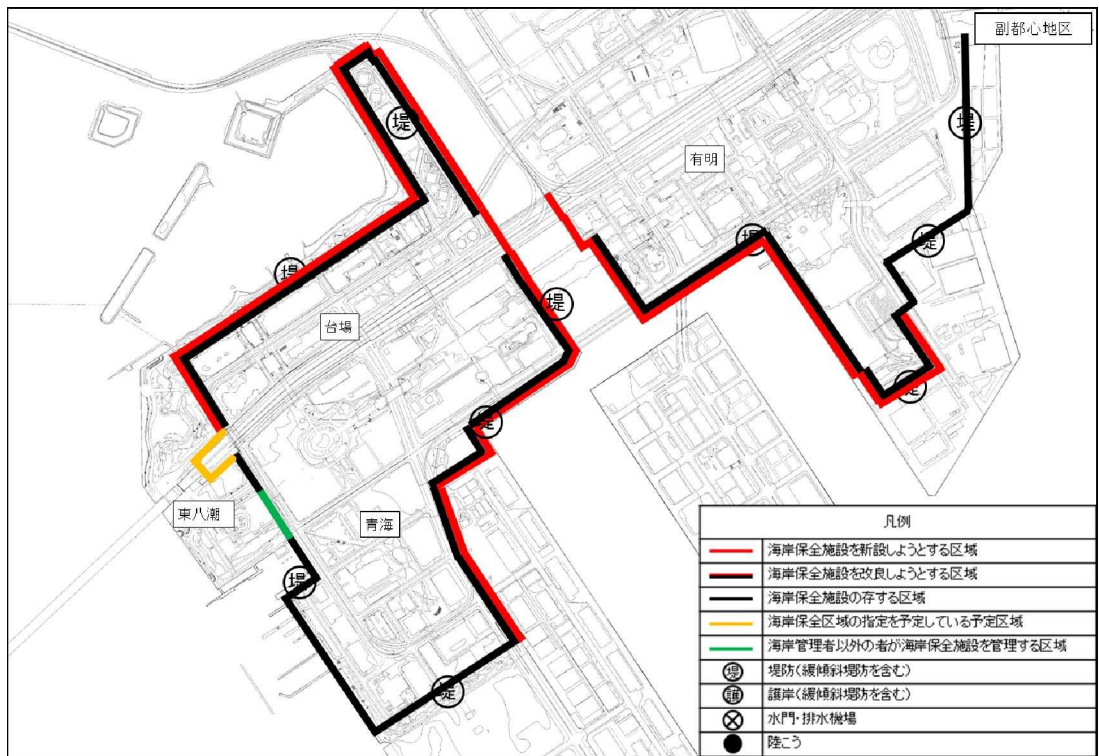 副都心地区
堤
堤
有明
堤
堤
堤
堤
台場
堤
堤
東八潮
青海
堤
堤
凡例
海岸保全施設を新設しようとする区域
海岸保全施設を改良しようとする区域
海岸保全施設の存する区域
海岸保全区域の指定を予定している予定区域
海岸管理者以外の者が海岸保全施設を管理する区域
堤 堤防(緩傾斜堤防を含む)
護 護岸(緩傾斜堤防を含む)
水門・排水機場
陸こう